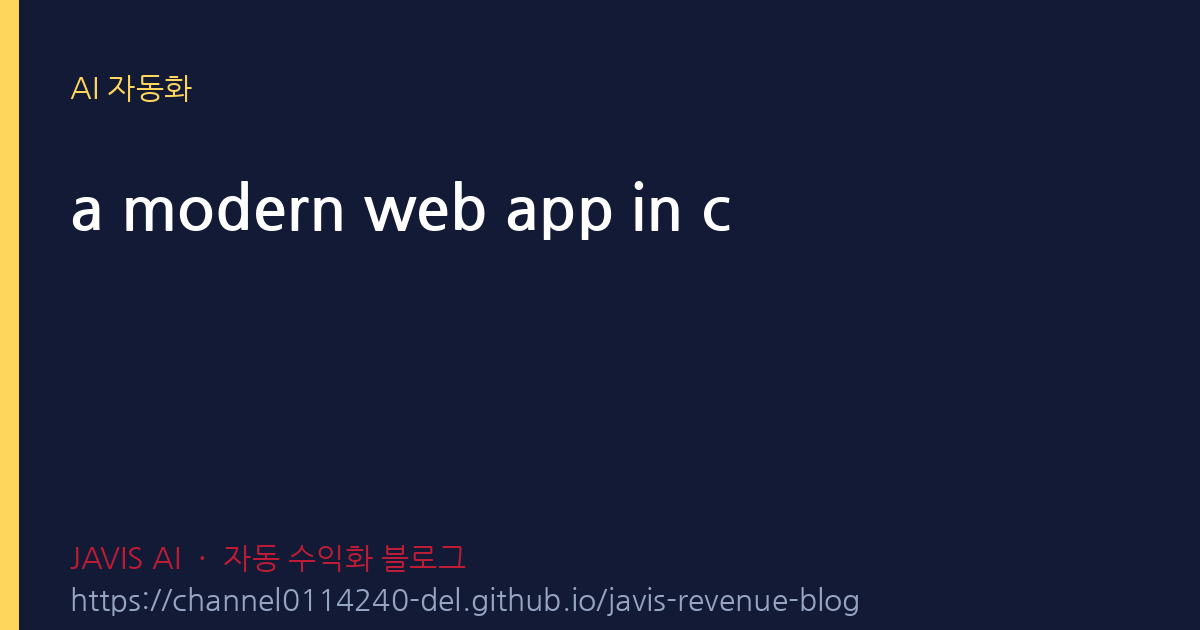 AI 자동화
a modern web app in c
JAVIS AI · 자동 수익화 블로그
https://channel0114240-del.github.io/javis-revenue-blog